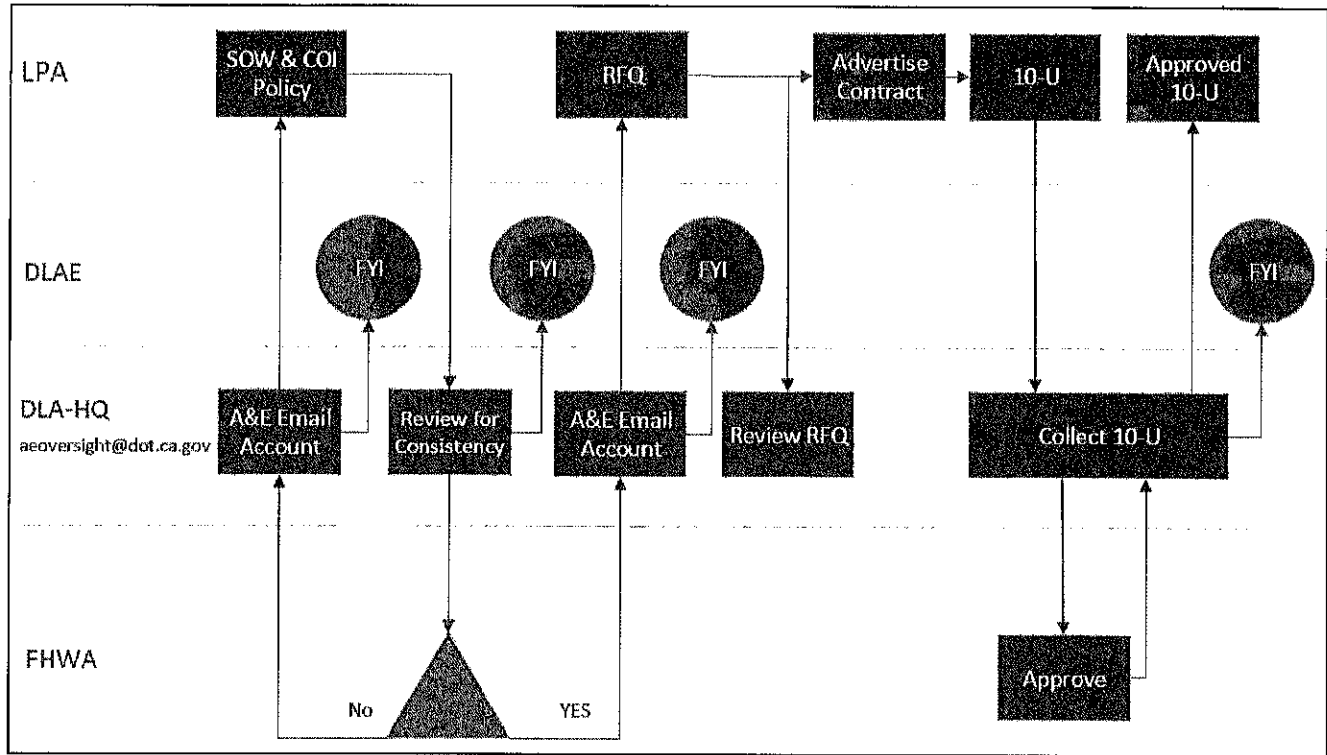 LPA
SOW & COI
Policy
RFQ
Advertise
Contract
10-U
Approved
10-U
DLAE
FYI
FYI
FYI
FYI
DLA-HQ
aeoversight@dot.ca.gov
A&E Email
Account
Review for
Consistency
A&E Email
Account
Review RFQ
Collect 10-U
FHWA
No
YES
Approve